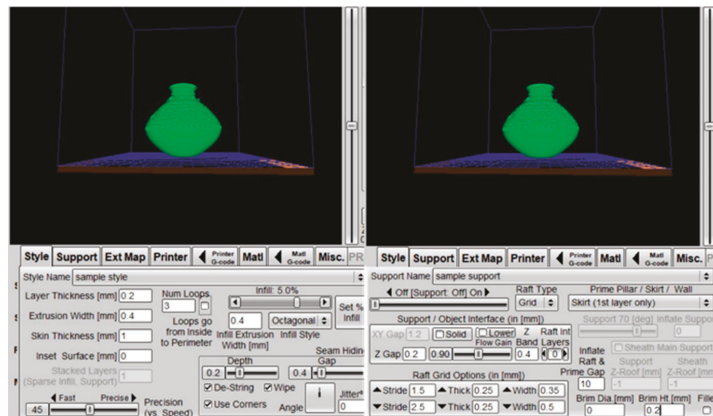 Style Support Ext Map Printer Printer G-code Matl Matl G-code Misc. PR
Style Name sample style
Layer Thickness [mm] 0.2 Num Loops Infill: 5.0%
3
Extrusion Width [mm] 0.4 Loops go from Inside to Perimeter 0.4 Octagonal Set % Infill
Infill Extrusion Width [mm] Infill Style
Skin Thickness 1
Inset Surface [mm] 0
Depth Seam Hiding Gap
Stacked Layers (Sparse Infill, Support) 1 0.2 0.4
De-String Wipe Jitter°
Fast Precise Use Corners Angle 0
45 Precision (vs. Speed)
Style Support Ext Map Printer Printer G-code Matl Matl G-code Misc.
Support Name sample support
Off [Support: Off] On Raft Type Prime Pillar / Skirt / Wall
Grid Skirt (1st layer only)
Support / Object Interface (in [mm]) Support 70 [deg] Inflate Support
XY Gap 1.2 Solid Lower Z Raft Int 0
Flow Gain Band Layers
Z Gap 0.2 0.90 0.4 0 Sheath Main Support
Inflate Raft & Prime Gap Support Z-Roof [mm] Sheath Z-Roof [mm]
Raft Grid Options (in [mm])
Stride 1.5 Thick 0.25 Width 0.35 10 -1 -1
Stride 2.5 Thick 0.25 Width 0.5 Brim Dia.[mm] Brim Ht.[mm]
0 0.2